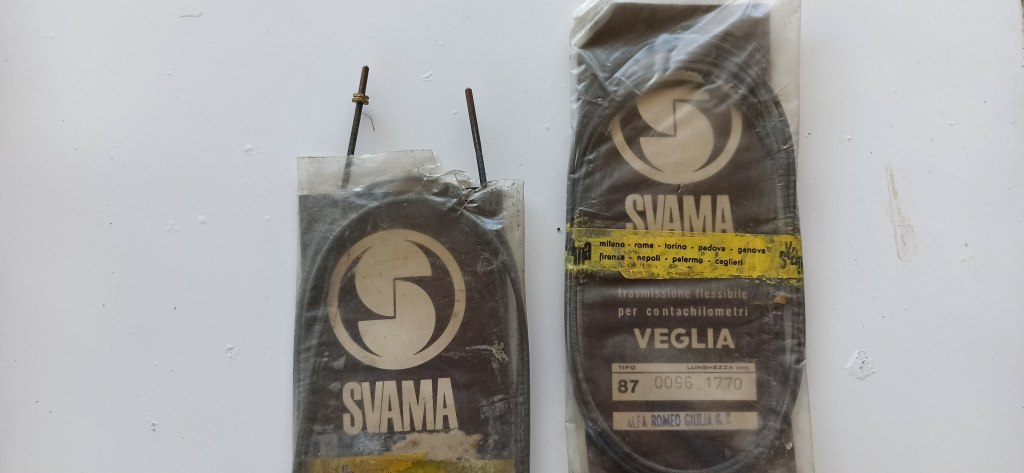 SVAMA
SVAMA
milano - roma - torino - padova - genova
firenze - napoli - palermo - cagliari
trasmissione flessibile
per contachilometri
VEGLIA
TIPO LUNGHEZZA (mm)
87 0096.1770
ALFA ROMEO GIULIA G.T.